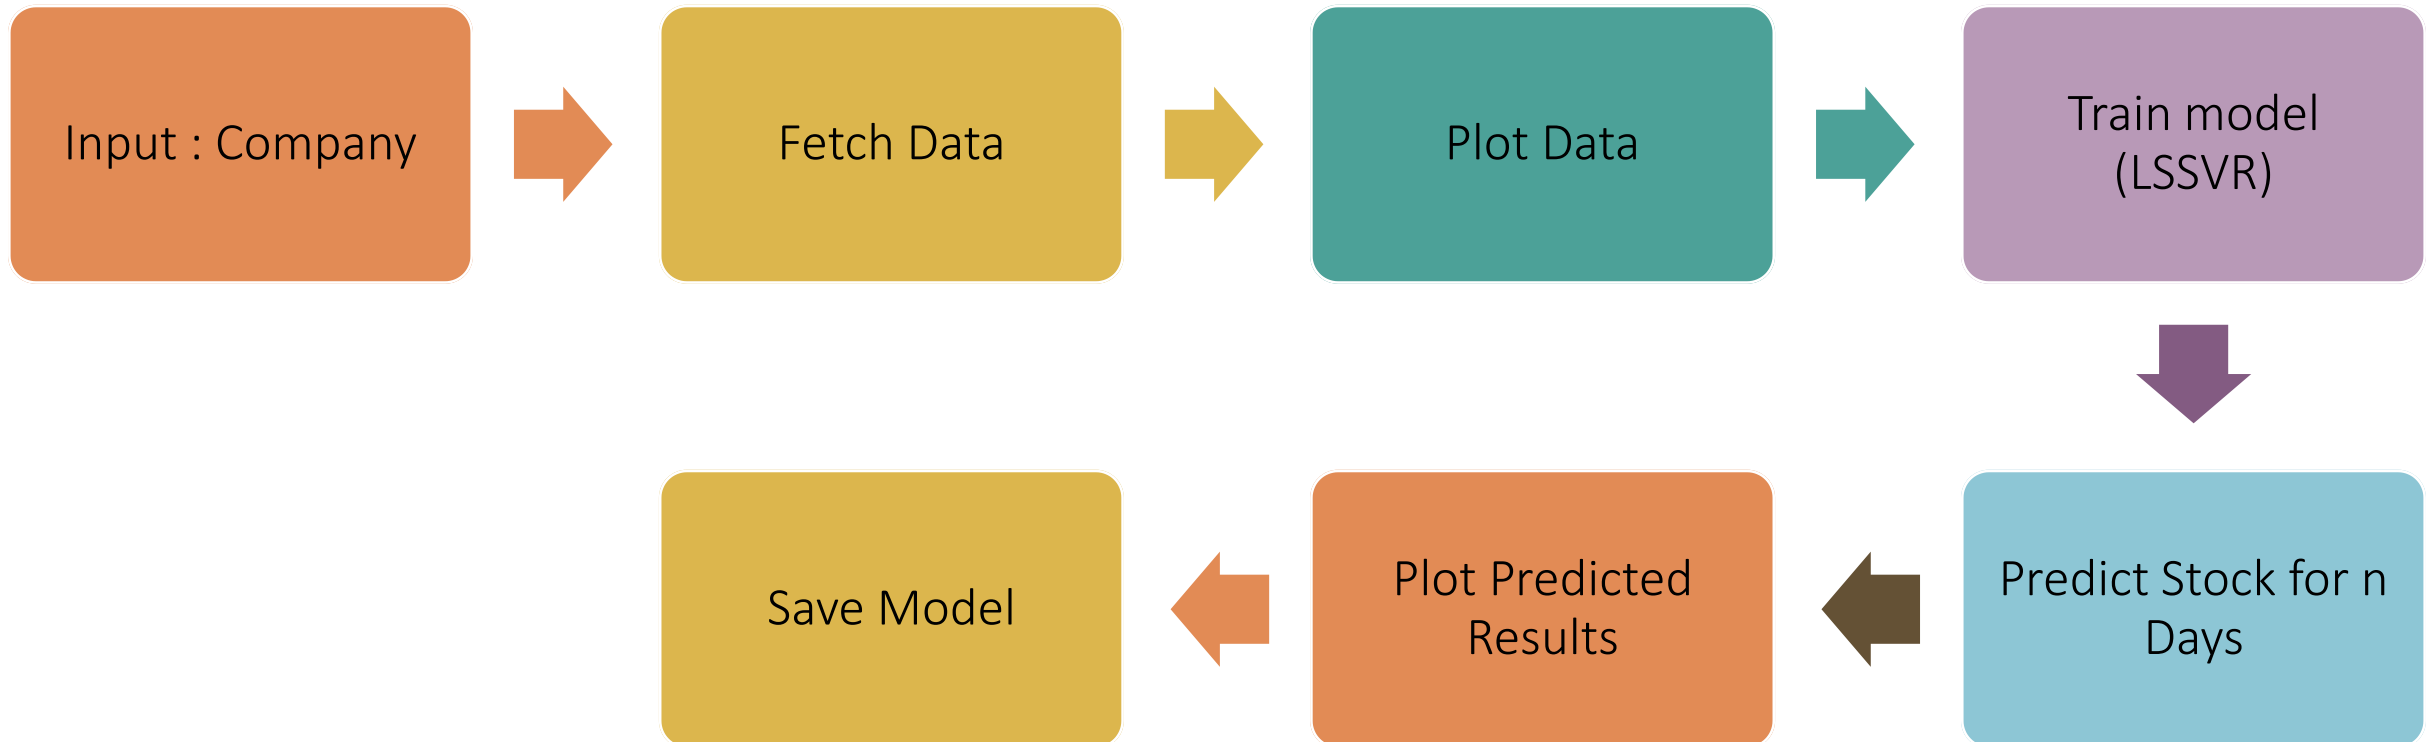 Input : Company
Fetch Data
Plot Data
Train model
(LSSVR)
Predict Stock for n
Days
Plot Predicted
Results
Save Model